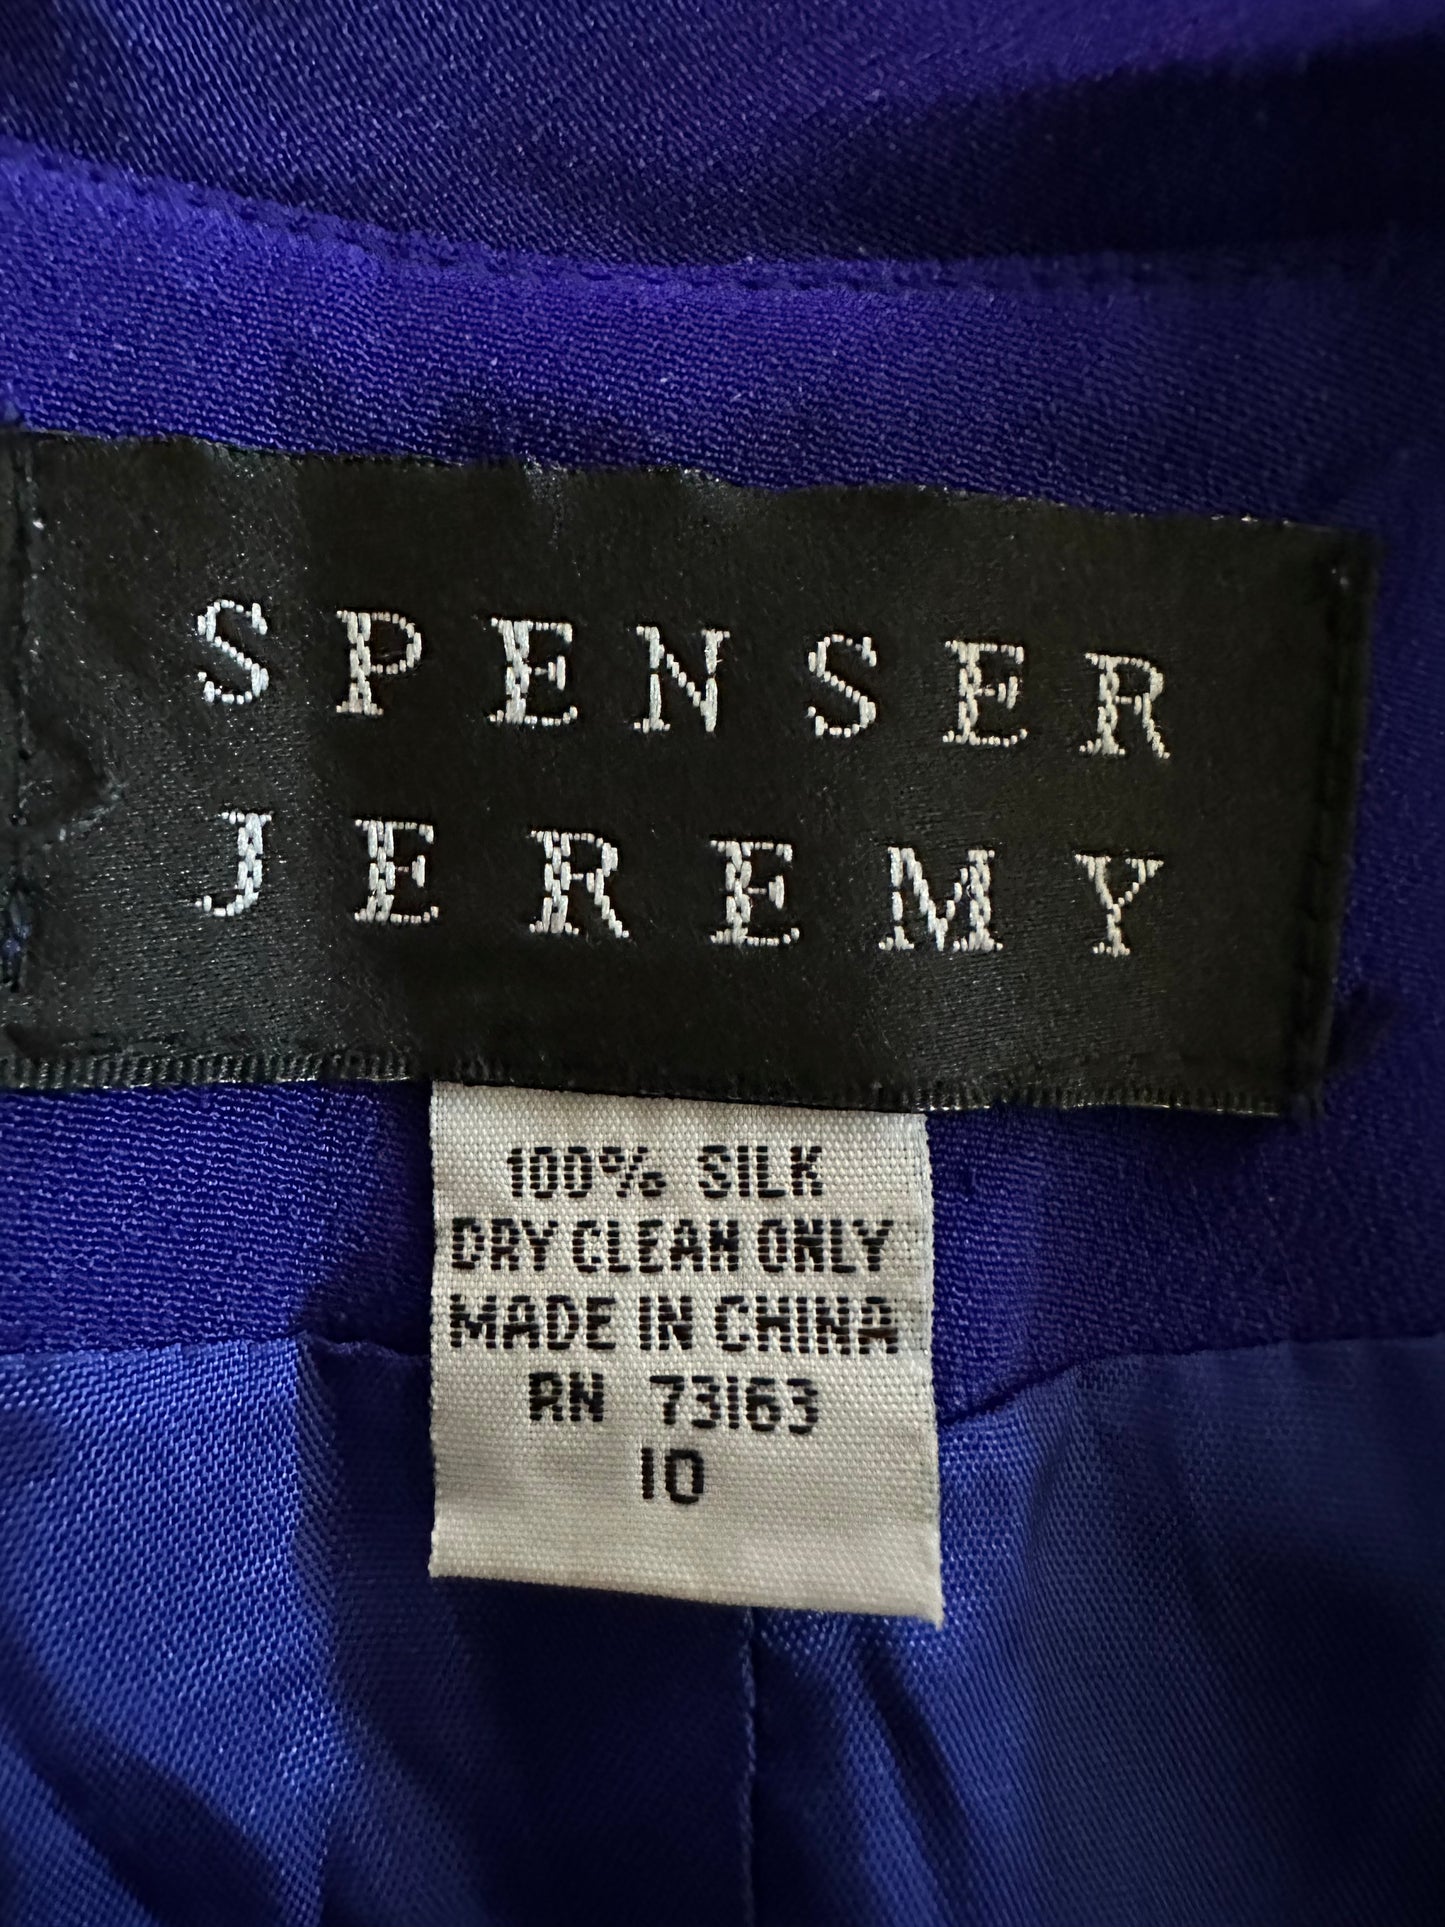 SPENSER
JEREMY
100% SILK
DRY CLEAN ONLY
MADE IN CHINA
RN 73163
10